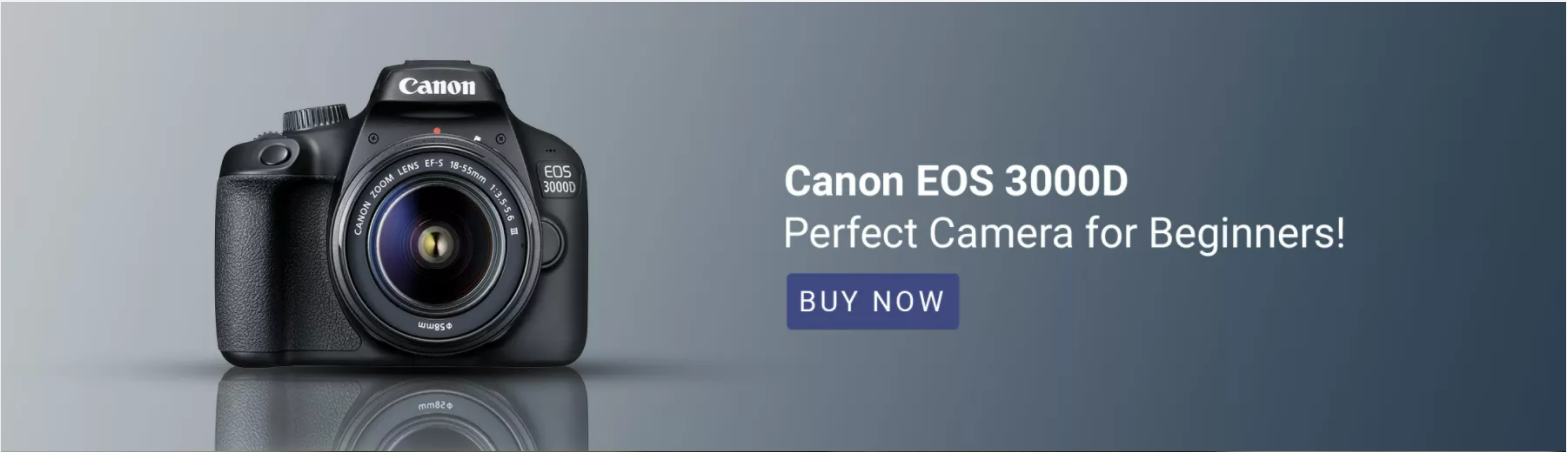 Canon
CANON ZOOM LENS EF-S 18-55mm 1:3.5-5.6 III
EOS
3000D
Φ58mm
Φ58mm
Canon EOS 3000D
Perfect Camera for Beginners!
BUY NOW